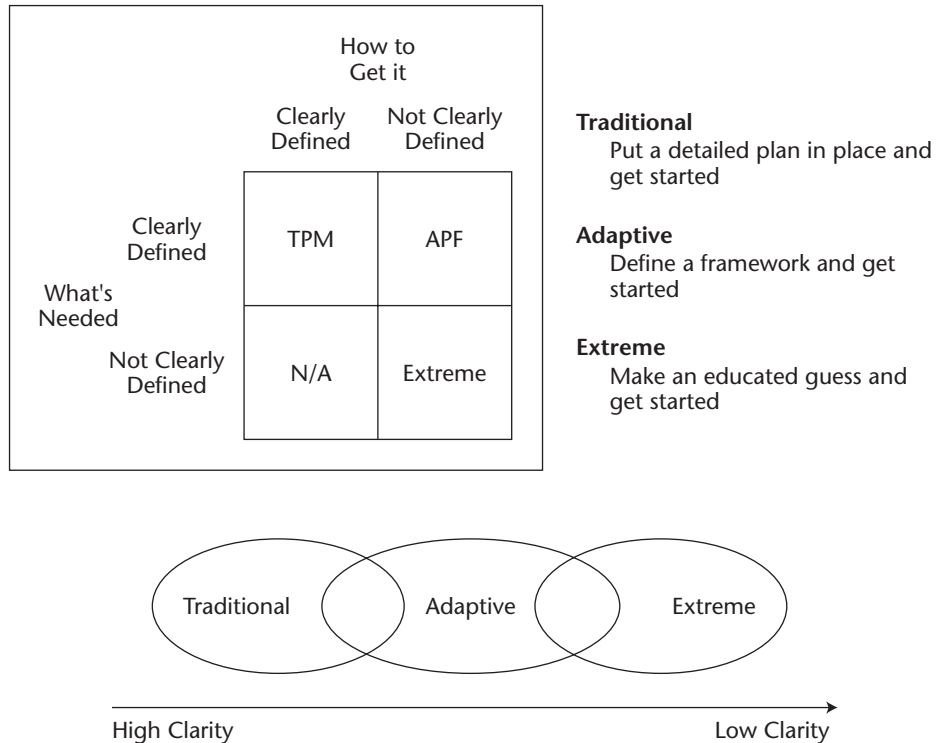 How to
Get it
Clearly
Defined
Not Clearly
Defined
Clearly
Defined
TPM
APF
What's
Needed
Not Clearly
Defined
N/A
Extreme
Traditional
Put a detailed plan in place and
get started
Adaptive
Define a framework and get
started
Extreme
Make an educated guess and
get started
Traditional
Adaptive
Extreme
High Clarity
Low Clarity